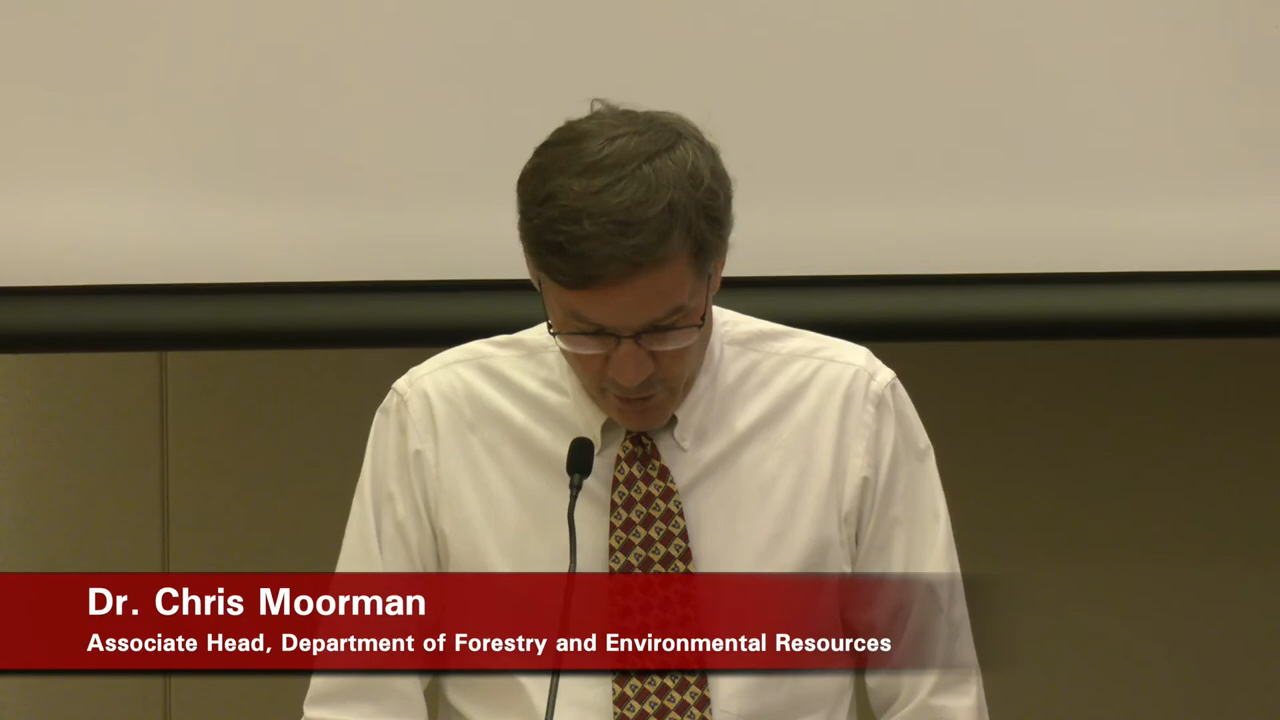 Dr. Chris Moorman
Associate Head, Department of Forestry and Environmental Resources